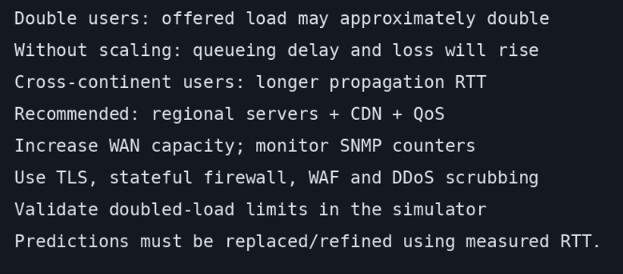 Double users: offered load may approximately double
Without scaling: queueing delay and loss will rise
Cross-continent users: longer propagation RTT
Recommended: regional servers + CDN + QoS
Increase WAN capacity; monitor SNMP counters
Use TLS, stateful firewall, WAF and DDoS scrubbing
Validate doubled-load limits in the simulator
Predictions must be replaced/refined using measured RTT.